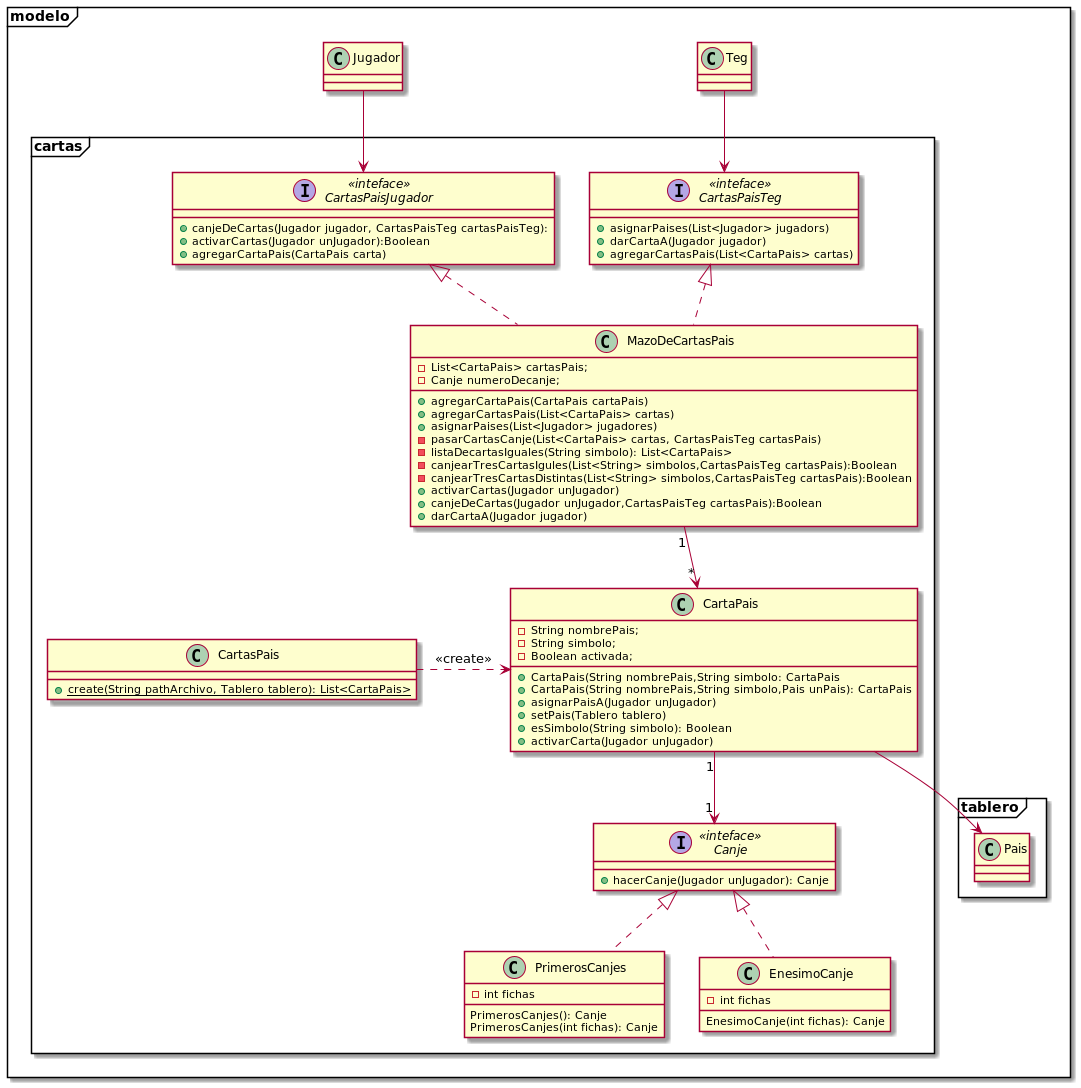 modelo
C Jugador
C Teg
cartas
I «inteface»
CartasPaisJugador
canjeDeCartas(Jugador jugador, CartasPaisTeg cartasPaisTeg):
activarCartas(Jugador unJugador):Boolean
agregarCartaPais(CartaPais carta)
I «inteface»
CartasPaisTeg
asignarPaises(List<Jugador> jugadors)
darCartaA(Jugador jugador)
agregarCartasPais(List<CartaPais> cartas)
C MazoDeCartasPais
List<CartaPais> cartasPais;
Canje numeroDecanje;
agregarCartaPais(CartaPais cartaPais)
agregarCartasPais(List<CartaPais> cartas)
asignarPaises(List<Jugador> jugadores)
pasarCartasCanje(List<CartaPais> cartas, CartasPaisTeg cartasPais)
listaDecartasIguales(String simbolo): List<CartaPais>
canjearTresCartasIgules(List<String> simbolos,CartasPaisTeg cartasPais):Boolean
canjearTresCartasDistintas(List<String> simbolos,CartasPaisTeg cartasPais):Boolean
activarCartas(Jugador unJugador)
canjeDeCartas(Jugador unJugador,CartasPaisTeg cartasPais):Boolean
darCartaA(Jugador jugador)
1
*
C CartasPais
create(String pathArchivo, Tablero tablero): List<CartaPais>
«create»
C CartaPais
String nombrePais;
String simbolo;
Boolean activada;
CartaPais(String nombrePais,String simbolo: CartaPais
CartaPais(String nombrePais,String simbolo,Pais unPais): CartaPais
asignarPaisA(Jugador unJugador)
setPais(Tablero tablero)
esSimbolo(String simbolo): Boolean
activarCarta(Jugador unJugador)
1
1
tablero
C Pais
I «inteface»
Canje
hacerCanje(Jugador unJugador): Canje
C PrimerosCanjes
int fichas
PrimerosCanjes(): Canje
PrimerosCanjes(int fichas): Canje
C EnesimoCanje
int fichas
EnesimoCanje(int fichas): Canje